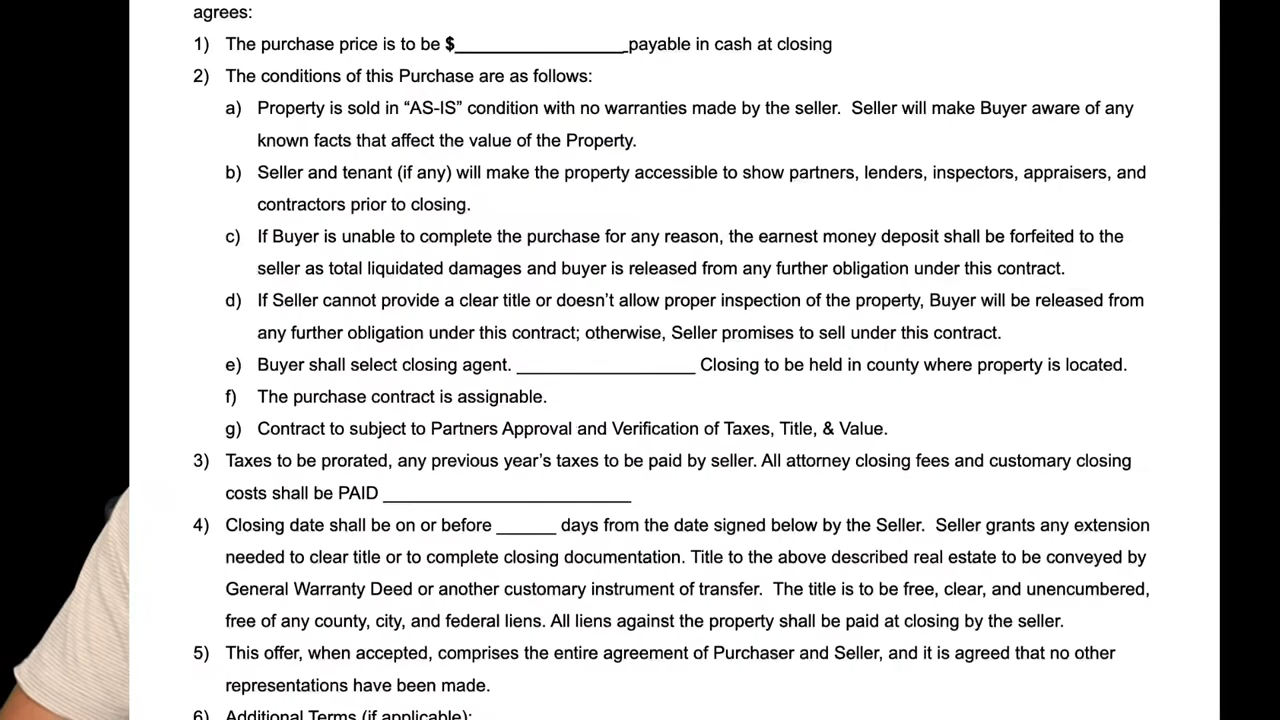 agrees:
1) The purchase price is to be $__________________payable in cash at closing
2) The conditions of this Purchase are as follows:
a) Property is sold in “AS-IS” condition with no warranties made by the seller. Seller will make Buyer aware of any
known facts that affect the value of the Property.
b) Seller and tenant (if any) will make the property accessible to show partners, lenders, inspectors, appraisers, and
contractors prior to closing.
c) If Buyer is unable to complete the purchase for any reason, the earnest money deposit shall be forfeited to the
seller as total liquidated damages and buyer is released from any further obligation under this contract.
d) If Seller cannot provide a clear title or doesn’t allow proper inspection of the property, Buyer will be released from
any further obligation under this contract; otherwise, Seller promises to sell under this contract.
e) Buyer shall select closing agent. __________________ Closing to be held in county where property is located.
f) The purchase contract is assignable.
g) Contract to subject to Partners Approval and Verification of Taxes, Title, & Value.
3) Taxes to be prorated, any previous year’s taxes to be paid by seller. All attorney closing fees and customary closing
costs shall be PAID _________________________
4) Closing date shall be on or before ______ days from the date signed below by the Seller. Seller grants any extension
needed to clear title or to complete closing documentation. Title to the above described real estate to be conveyed by
General Warranty Deed or another customary instrument of transfer. The title is to be free, clear, and unencumbered,
free of any county, city, and federal liens. All liens against the property shall be paid at closing by the seller.
5) This offer, when accepted, comprises the entire agreement of Purchaser and Seller, and it is agreed that no other
representations have been made.
6) Additional Terms (if applicable):